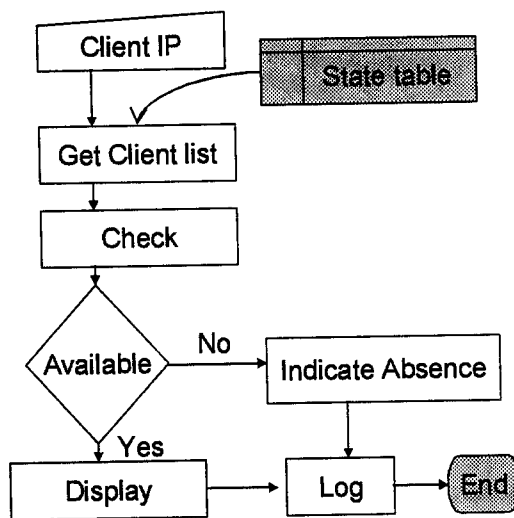 Client IP
State table
Get Client list
Check
Available
No
Indicate Absence
Yes
Display
Log
End